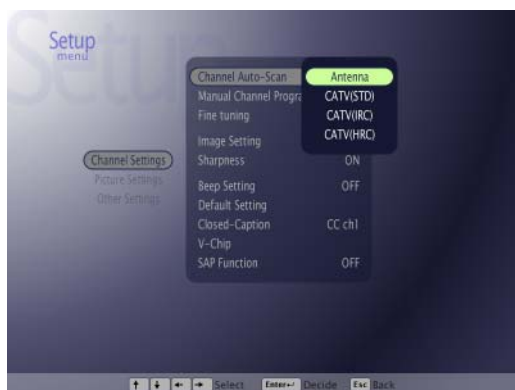 Setup
menu
Channel Auto-Scan
Antenna
Manual Channel Progra
CATV(STD)
Fine tuning
CATV(IRC)
CATV(HRC)
Image Setting
Channel Settings
Sharpness ON
Picture Settings
Beep Setting OFF
Other Settings
Default Setting
Closed-Caption CC ch1
V-Chip
SAP Function OFF
↑ ↓ ← → Select Enter↵ Decide Esc Back